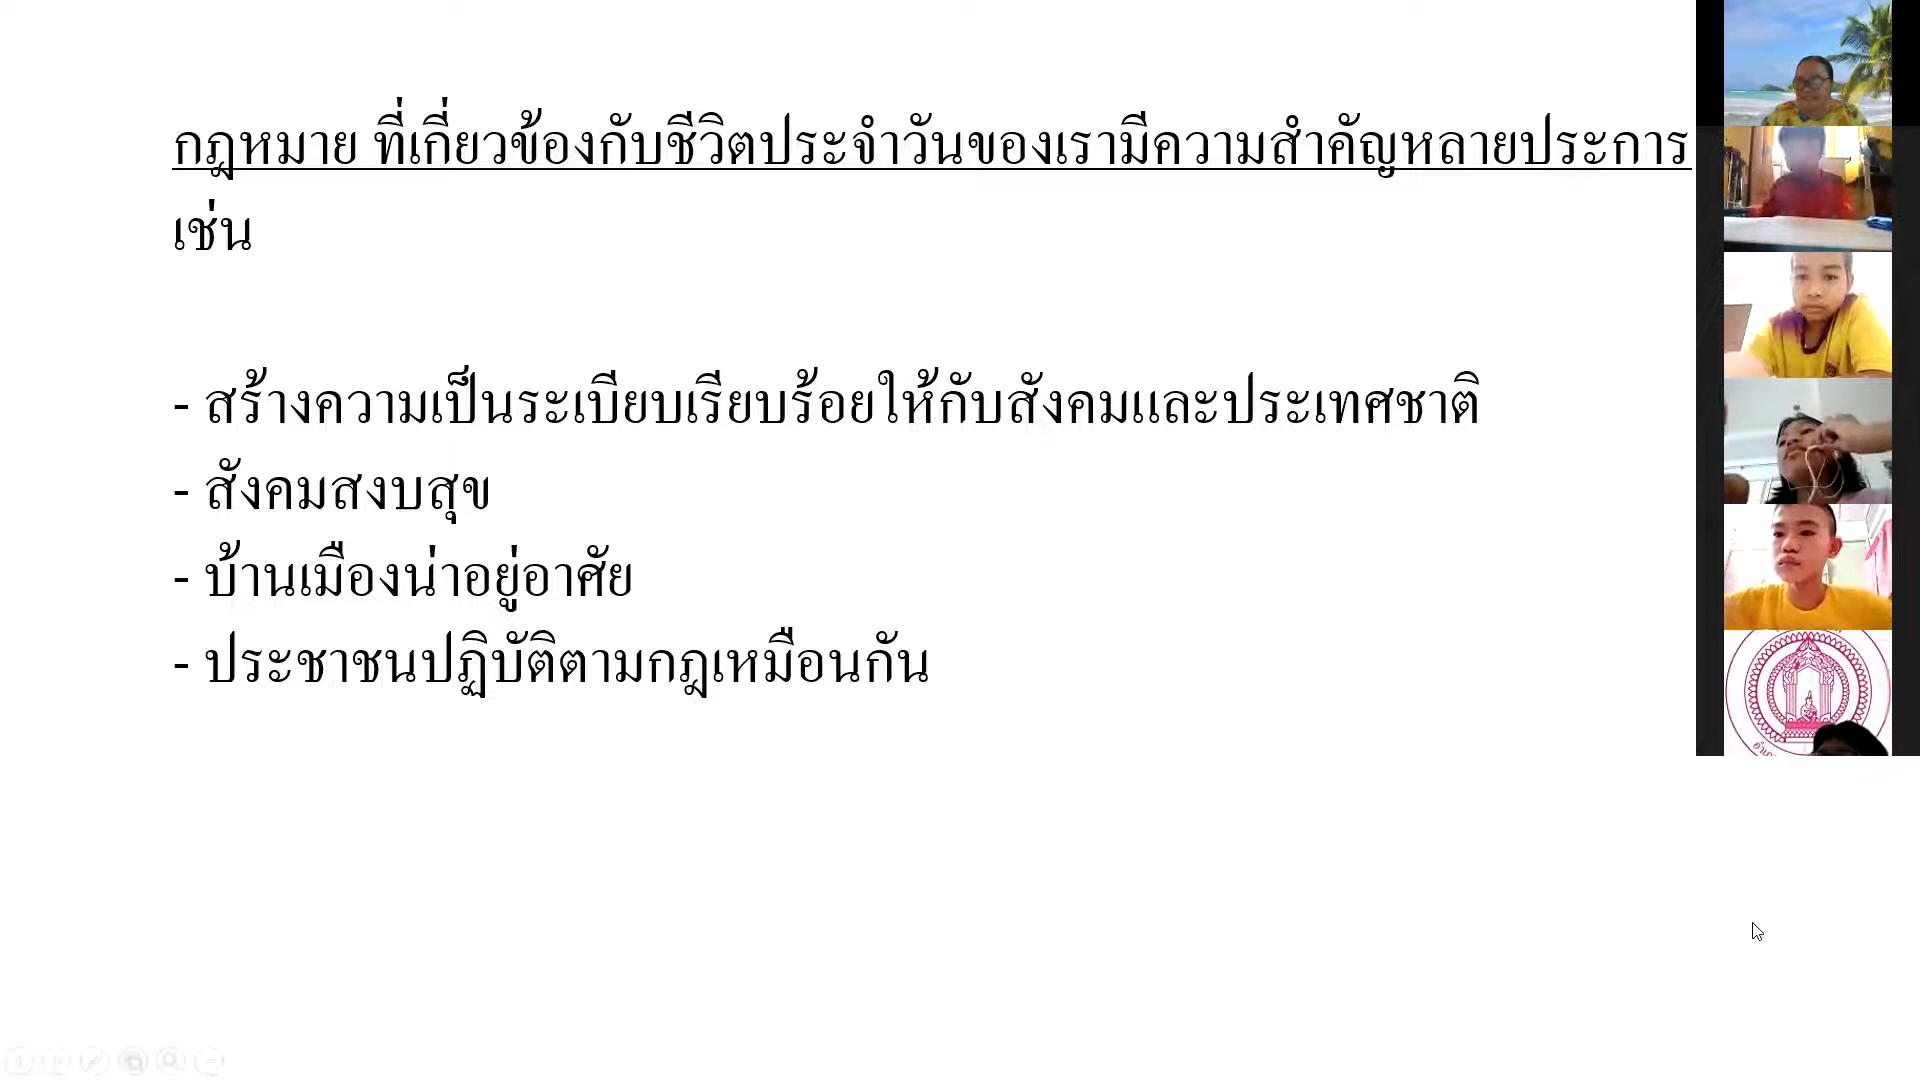 กฎหมาย ที่เกี่ยวข้องกับชีวิตประจำวันของเรามีความสำคัญหลายประการ
เช่น
- สร้างความเป็นระเบียบเรียบร้อยให้กับสังคมและประเทศชาติ
- สังคมสงบสุข
- บ้านเมืองน่าอยู่อาศัย
- ประชาชนปฏิบัติตามกฎเหมือนกัน